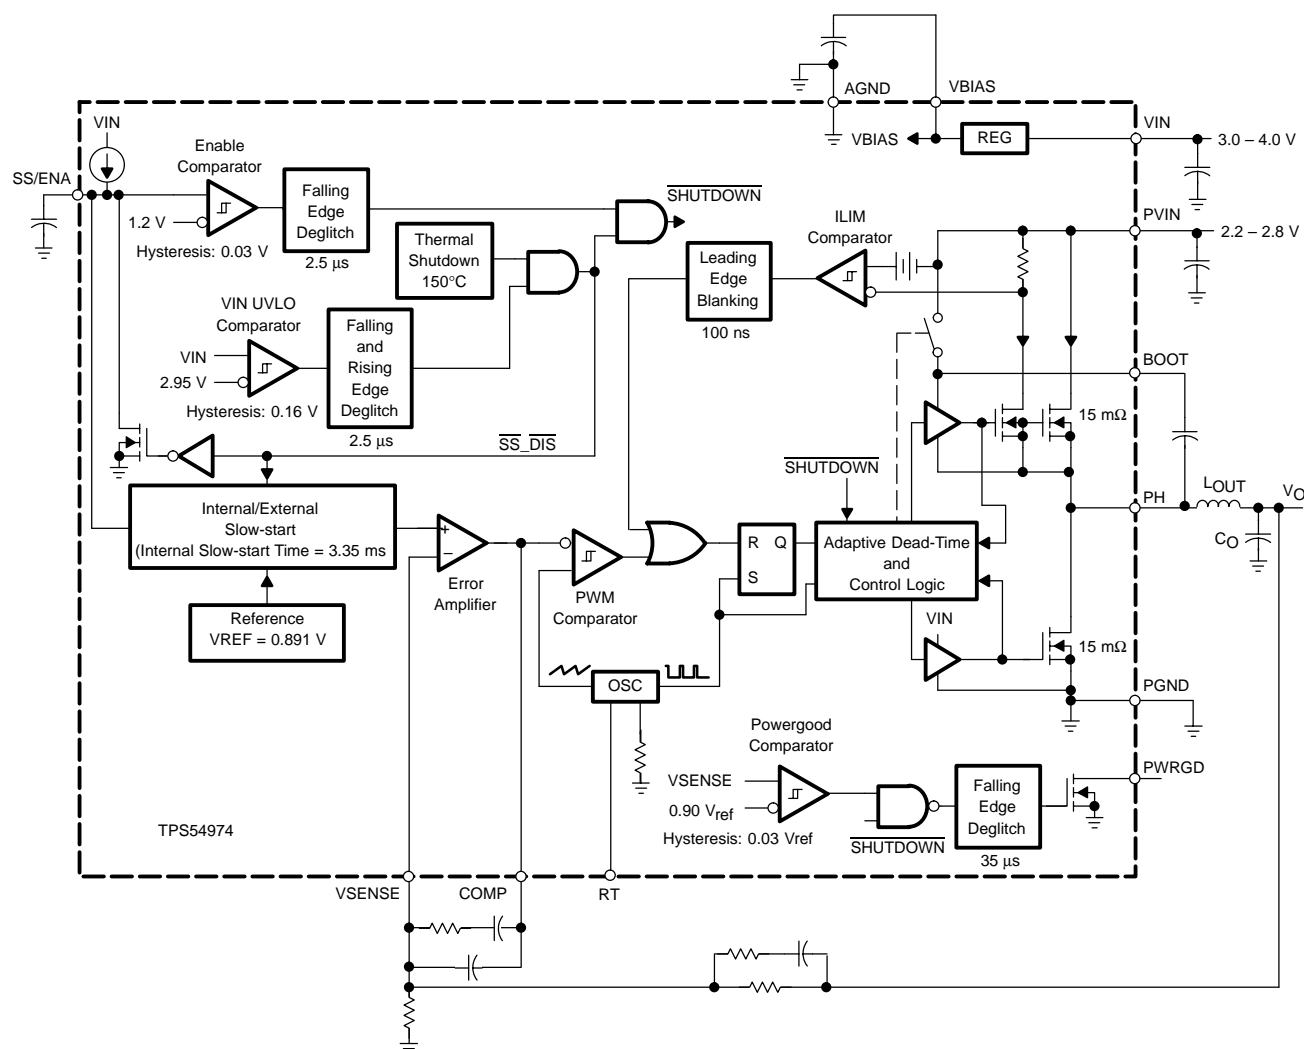 AGND
VBIAS
VIN
VBIAS
REG
VIN
3.0 – 4.0 V
Enable
Comparator
SS/ENA
1.2 V
Hysteresis: 0.03 V
Falling
Edge
Deglitch
2.5 μs
SHUTDOWN
Thermal
Shutdown
150°C
ILIM
Comparator
Leading
Edge
Blanking
100 ns
PVIN
2.2 – 2.8 V
VIN UVLO
Comparator
VIN
2.95 V
Hysteresis: 0.16 V
Falling
and
Rising
Edge
Deglitch
2.5 μs
BOOT
15 mΩ
SS_DIS
SHUTDOWN
Internal/External
Slow-start
(Internal Slow-start Time = 3.35 ms
Reference
VREF = 0.891 V
+
−
Error
Amplifier
PWM
Comparator
R Q
S
Adaptive Dead-Time
and
Control Logic
PH
LOUT
VO
CO
VIN
15 mΩ
OSC
PGND
Powergood
Comparator
VSENSE
0.90 Vref
Hysteresis: 0.03 Vref
SHUTDOWN
Falling
Edge
Deglitch
35 μs
PWRGD
TPS54974
VSENSE
COMP
RT